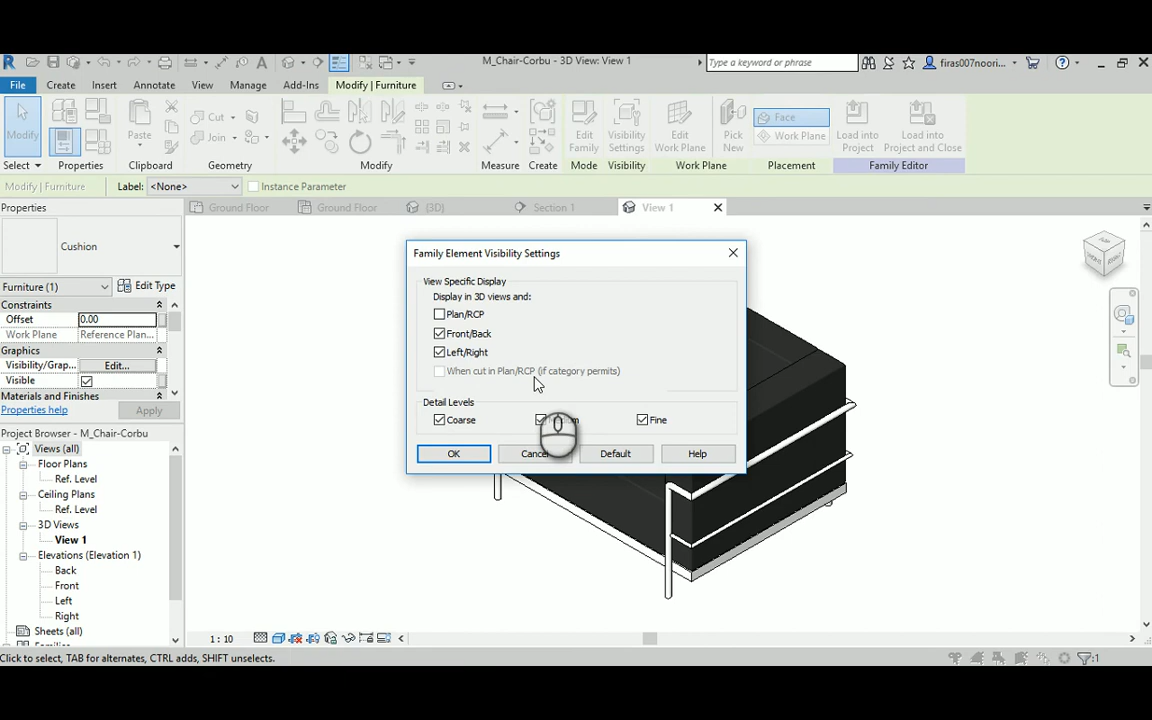 M_Chair-Corbu - 3D View: View 1
Type a keyword or phrase
firas007noori...
File Create Insert Annotate View Manage Add-Ins Modify | Furniture
Modify
Paste
Cut
Join
Edit Family
Visibility Settings
Edit Work Plane
Pick New
Face
Work Plane
Load into Project
Load into Project and Close
Select Properties Clipboard Geometry Modify Measure Create Mode Visibility Work Plane Placement Family Editor
Modify | Furniture Label: <None> Instance Parameter
Properties
Ground Floor Ground Floor {3D} Section 1 View 1
Cushion
Furniture (1) Edit Type
Constraints
Offset 0.00
Work Plane Reference Plan...
Graphics
Visibility/Grap... Edit...
Visible
Materials and Finishes
Properties help Apply
Project Browser - M_Chair-Corbu
Views (all)
Floor Plans
Ref. Level
Ceiling Plans
Ref. Level
3D Views
View 1
Elevations (Elevation 1)
Back
Front
Left
Right
Sheets (all)
Family Element Visibility Settings
View Specific Display
Display in 3D views and:
Plan/RCP
Front/Back
Left/Right
When cut in Plan/RCP (if category permits)
Detail Levels
Coarse Fine
OK Cancel Default Help
FRONT
1 : 10
Click to select, TAB for alternates, CTRL adds, SHIFT unselects.
:1